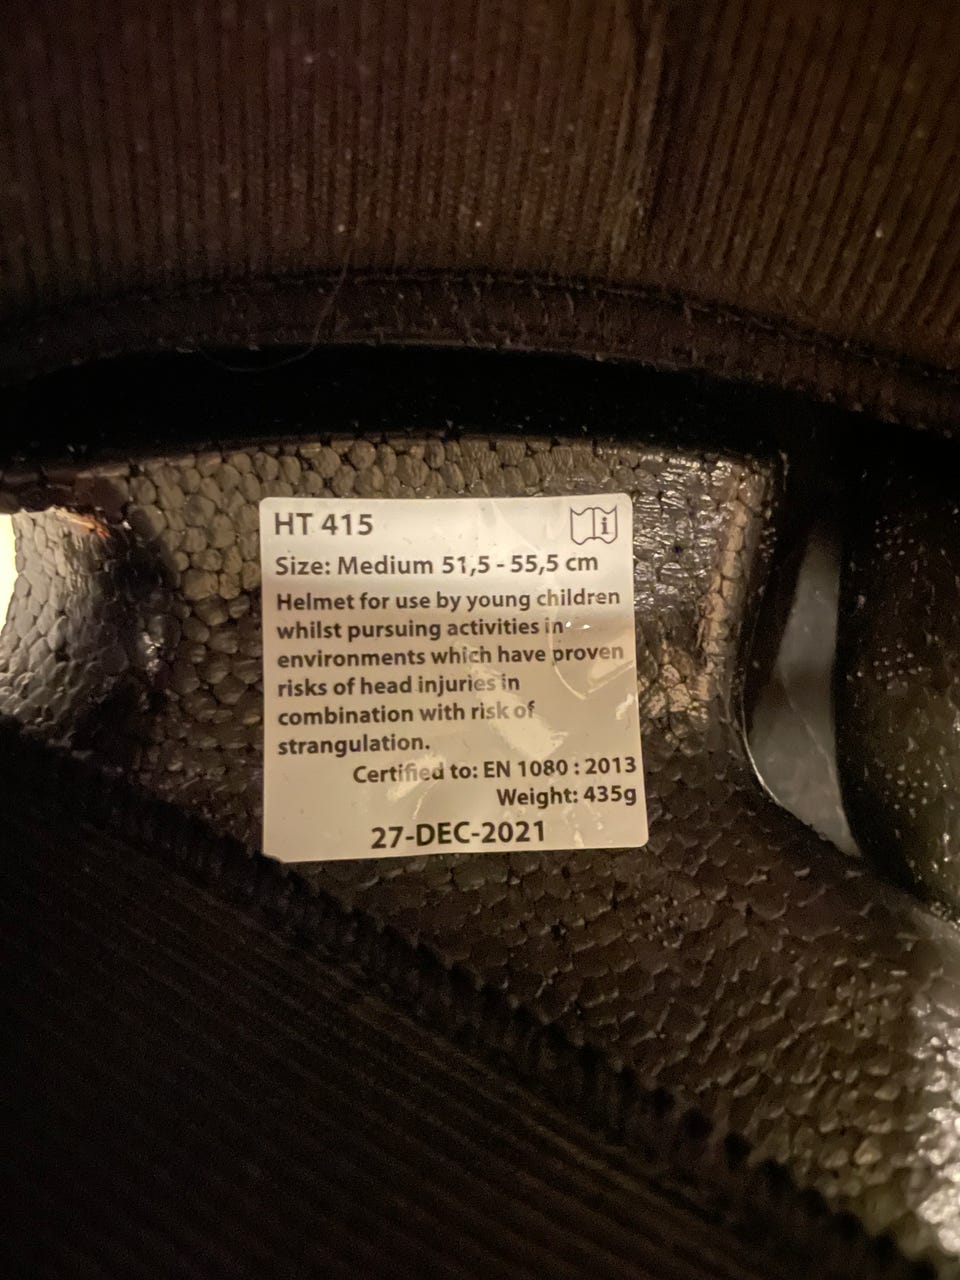 HT 415
Size: Medium 51,5 - 55,5 cm
Helmet for use by young children
whilst pursuing activities in
environments which have proven
risks of head injuries in
combination with risk of
strangulation.
Certified to: EN 1080 : 2013
Weight: 435g
27-DEC-2021